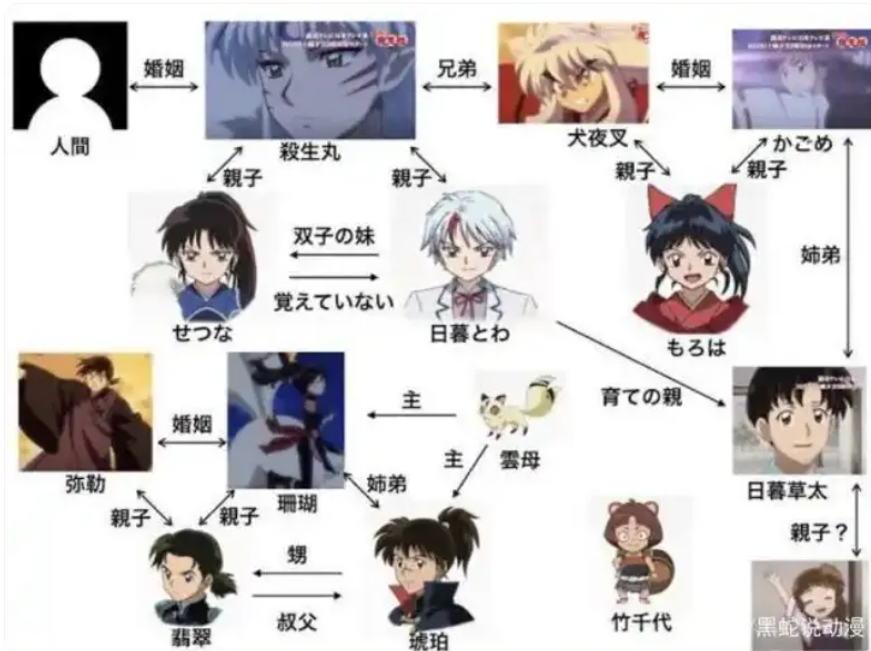 婚姻
兄弟
婚姻
人間
殺生丸
犬夜叉
かごめ
親子
親子
親子
親子
双子の妹
姉弟
覚えていない
せつな
日暮とわ
もろは
育ての親
婚姻
主
主
雲母
弥勒
珊瑚
姉弟
日暮草太
親子
親子
親子？
甥
叔父
翡翠
琥珀
竹千代
黑蛇说动漫